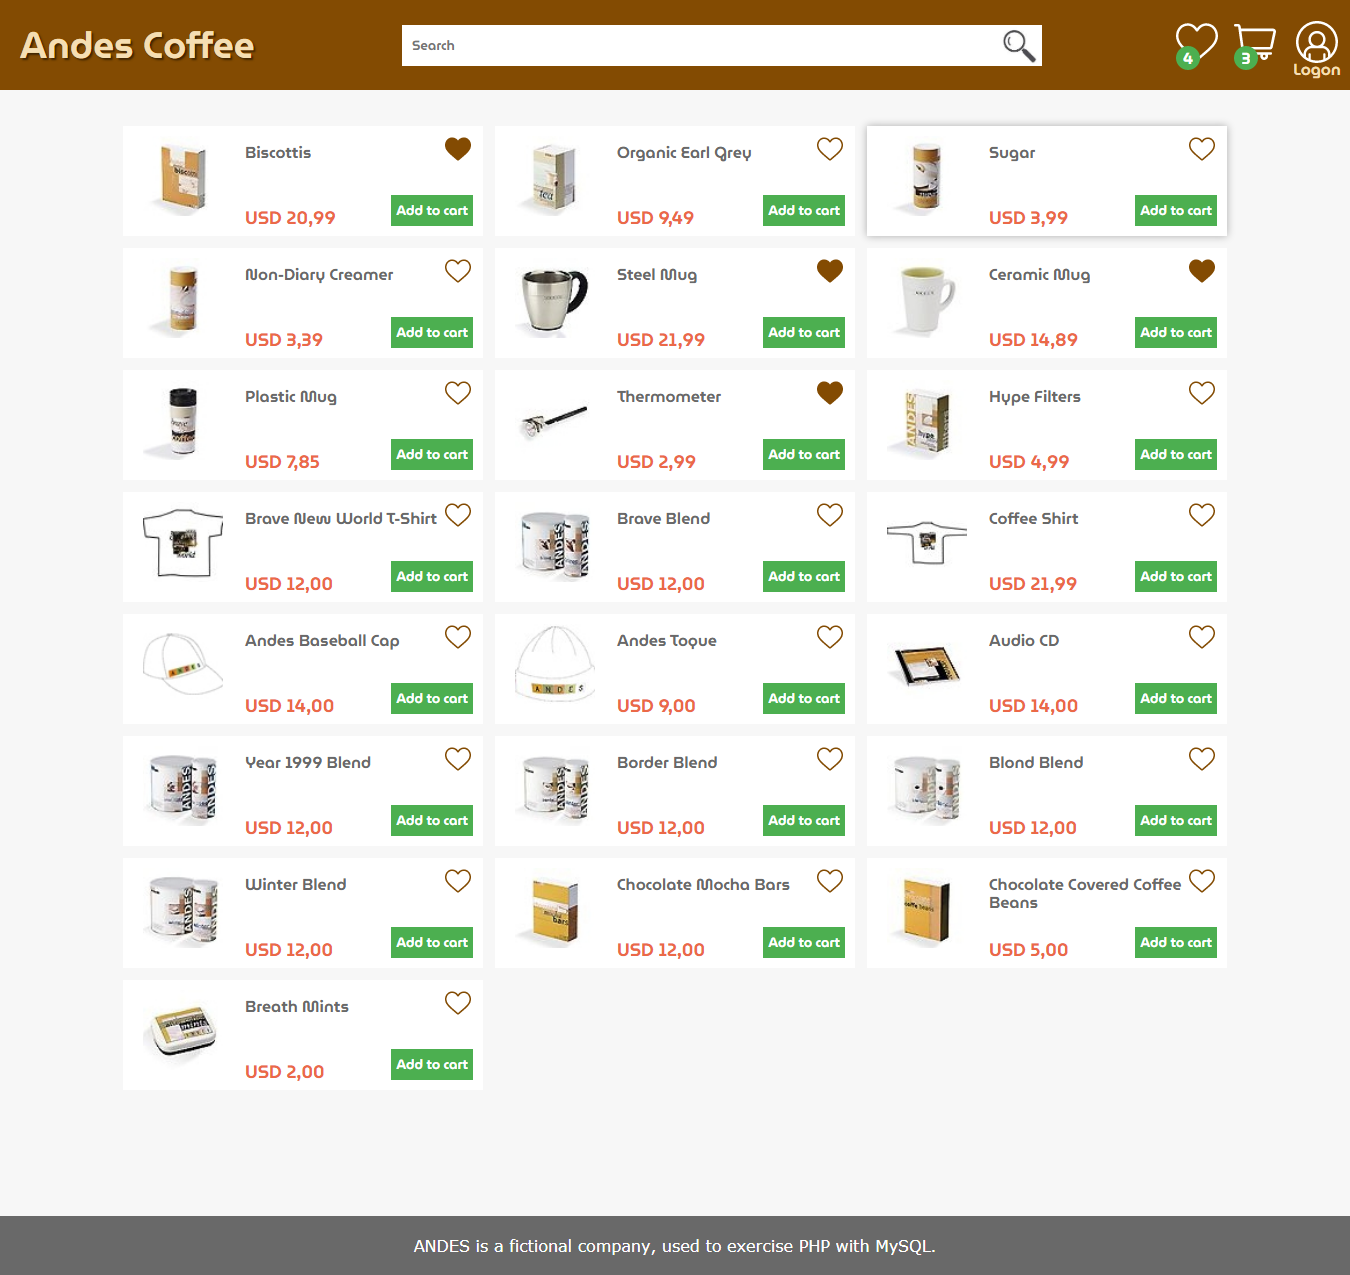 Andes Coffee
Search
4
3
Logon
Biscottis
USD 20,99
Add to cart
Organic Earl Grey
USD 9,49
Add to cart
Sugar
USD 3,99
Add to cart
Non-Diary Creamer
USD 3,39
Add to cart
Steel Mug
USD 21,99
Add to cart
Ceramic Mug
USD 14,89
Add to cart
Plastic Mug
USD 7,85
Add to cart
Thermometer
USD 2,99
Add to cart
Hype Filters
USD 4,99
Add to cart
Brave New World T-Shirt
USD 12,00
Add to cart
Brave Blend
USD 12,00
Add to cart
Coffee Shirt
USD 21,99
Add to cart
Andes Baseball Cap
USD 14,00
Add to cart
Andes Toque
USD 9,00
Add to cart
Audio CD
USD 14,00
Add to cart
Year 1999 Blend
USD 12,00
Add to cart
Border Blend
USD 12,00
Add to cart
Blond Blend
USD 12,00
Add to cart
Winter Blend
USD 12,00
Add to cart
Chocolate Mocha Bars
USD 12,00
Add to cart
Chocolate Covered Coffee
Beans
USD 5,00
Add to cart
Breath Mints
USD 2,00
Add to cart
ANDES is a fictional company, used to exercise PHP with MySQL.